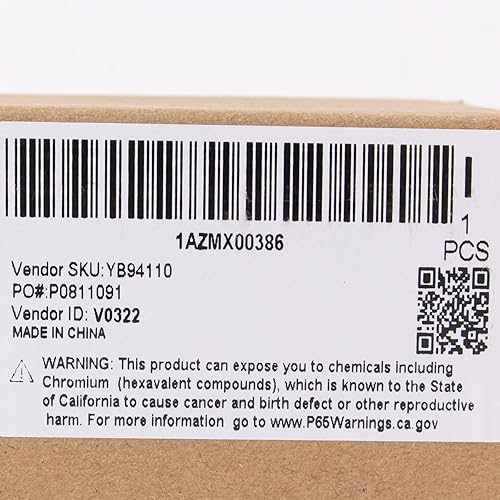 1AZMX00386
1
PCS
Vendor SKU:YB94110
PO#:P0811091
Vendor ID: V0322
MADE IN CHINA
WARNING: This product can expose you to chemicals including
Chromium (hexavalent compounds), which is known to the State
of California to cause cancer and birth defect or other reproductive
harm. For more information go to www.P65Warnings.ca.gov